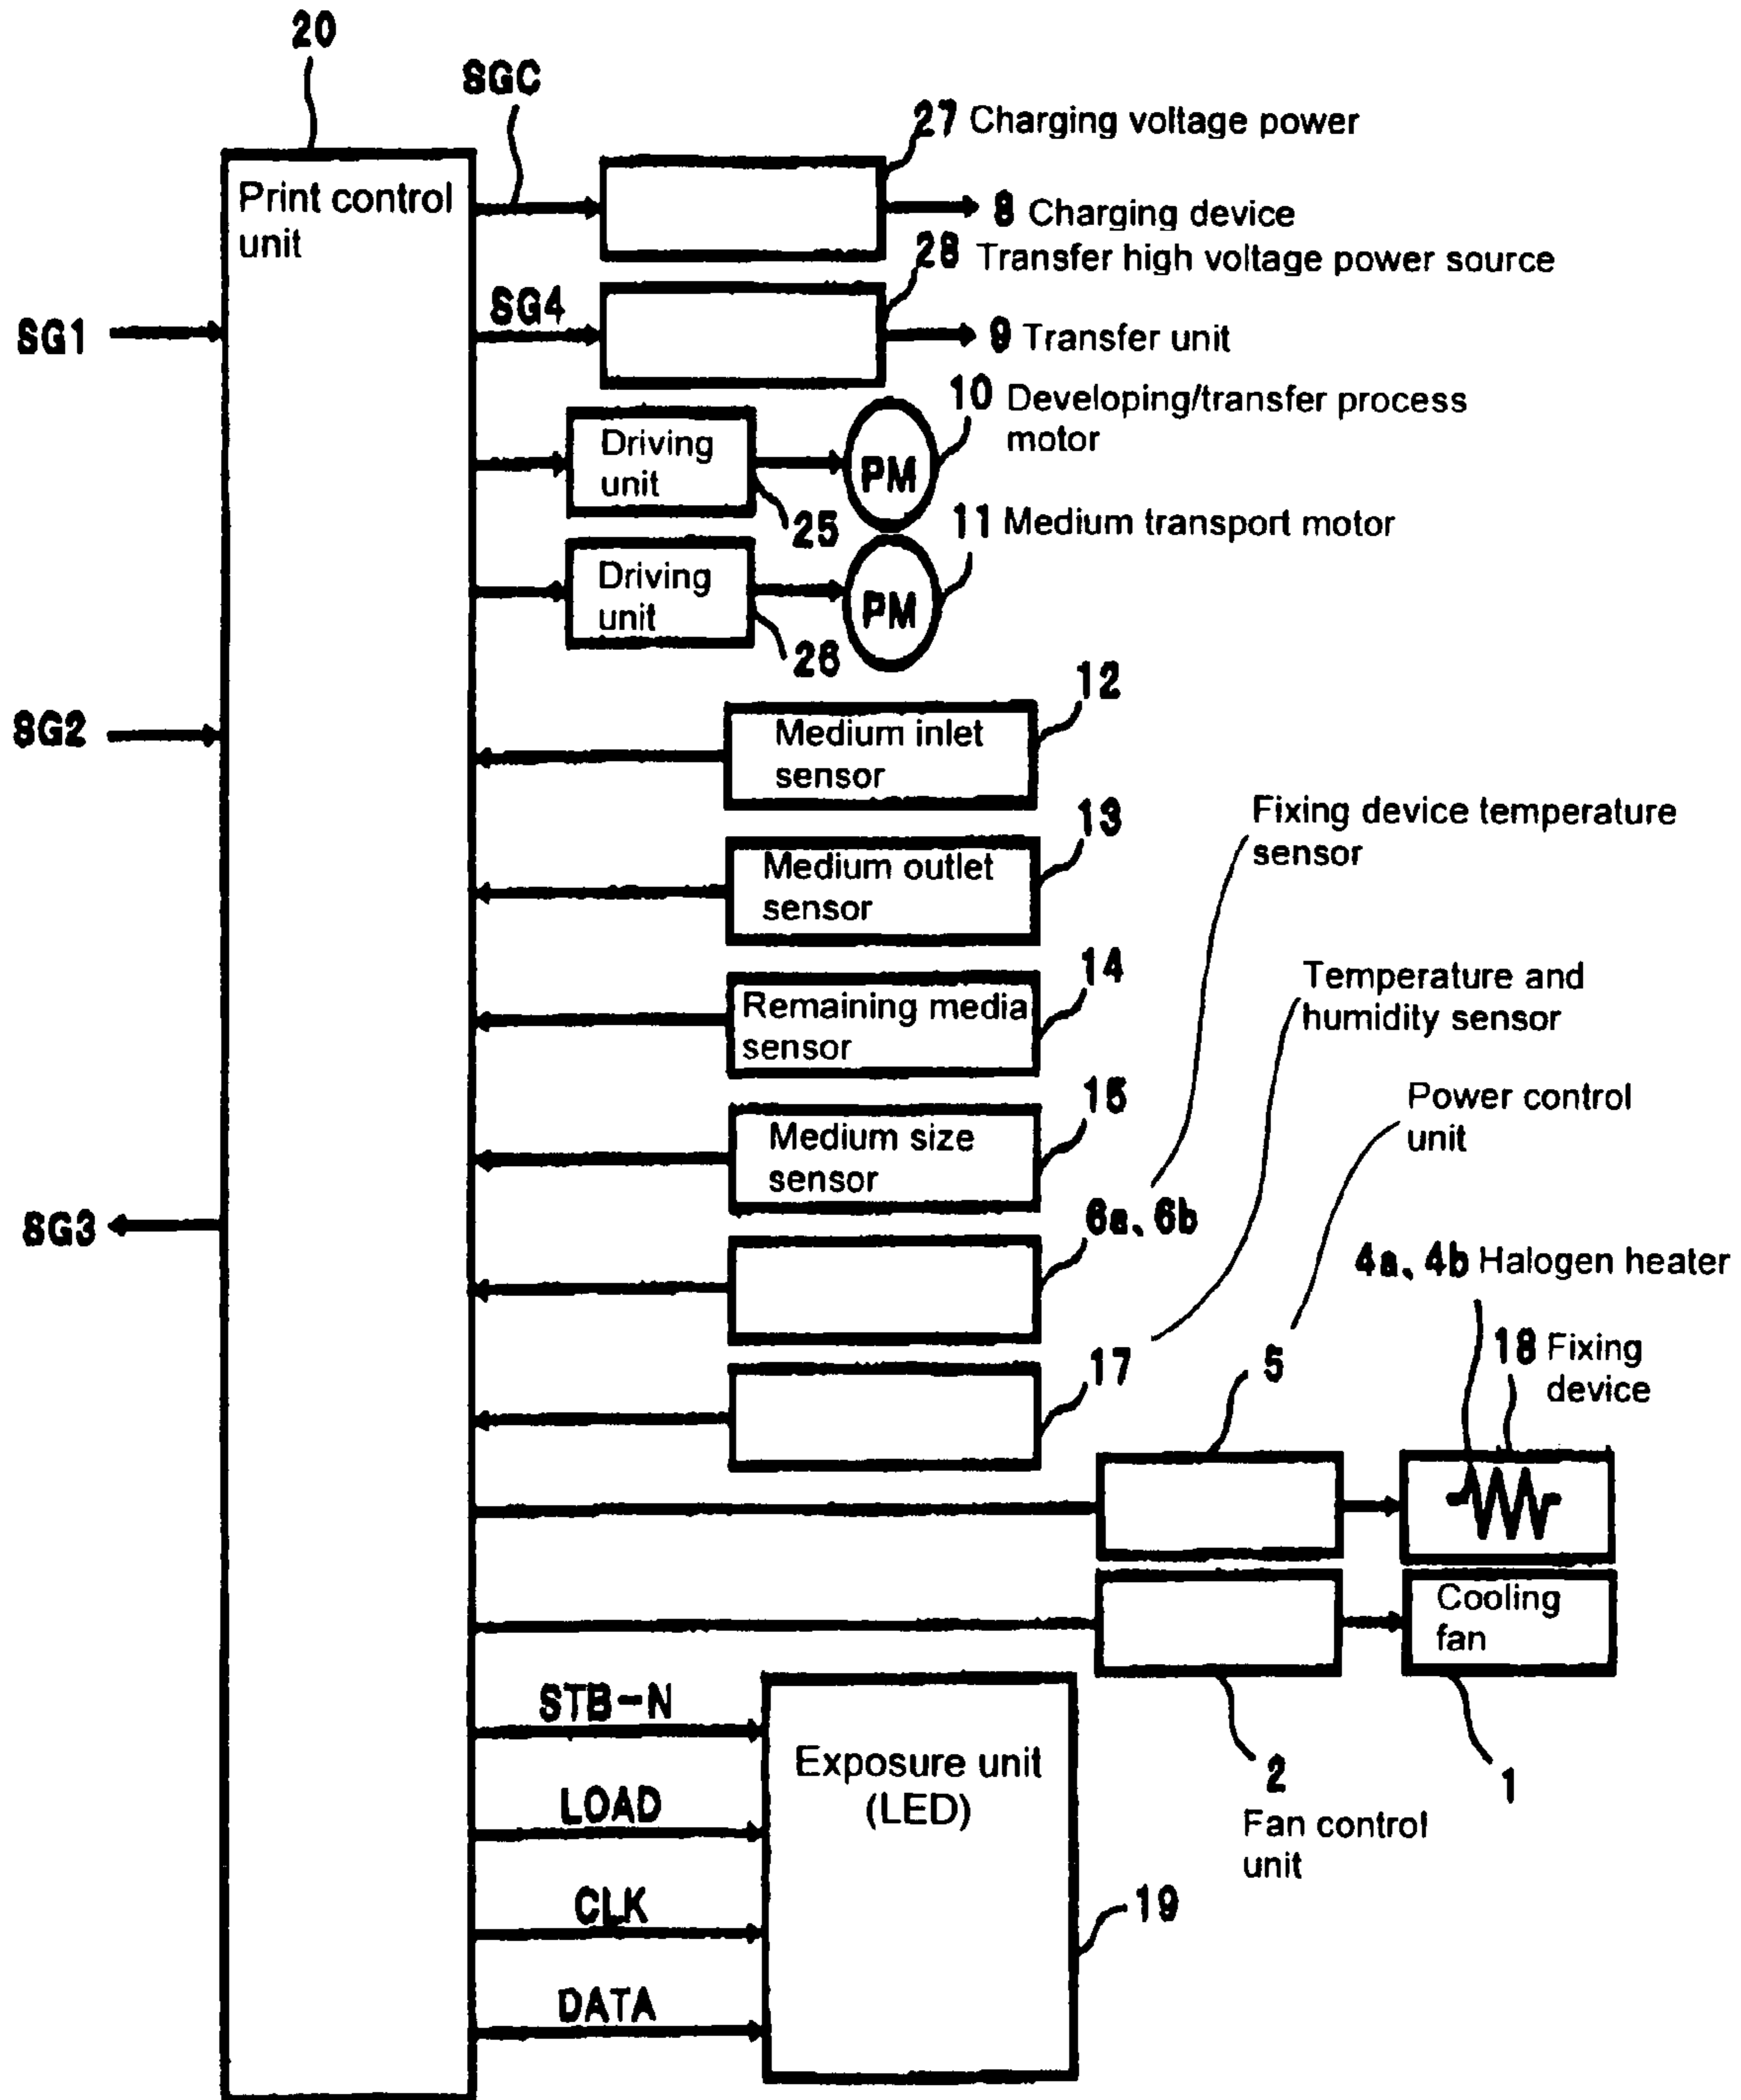 20
SGC
27 Charging voltage power
Print control
unit
8 Charging device
28 Transfer high voltage power source
SG1
SG4
9 Transfer unit
10 Developing/transfer process
motor
Driving
unit
PM
25
11 Medium transport motor
Driving
unit
PM
26
12
SG2
Medium inlet
sensor
13
Fixing device temperature
sensor
Medium outlet
sensor
14
Temperature and
humidity sensor
Remaining media
sensor
15
Power control
unit
Medium size
sensor
SG3
6a、6b
4a、4b Halogen heater
17
5
18 Fixing
device
Cooling
fan
STB-N
Exposure unit
(LED)
2
1
LOAD
Fan control
unit
CLK
19
DATA